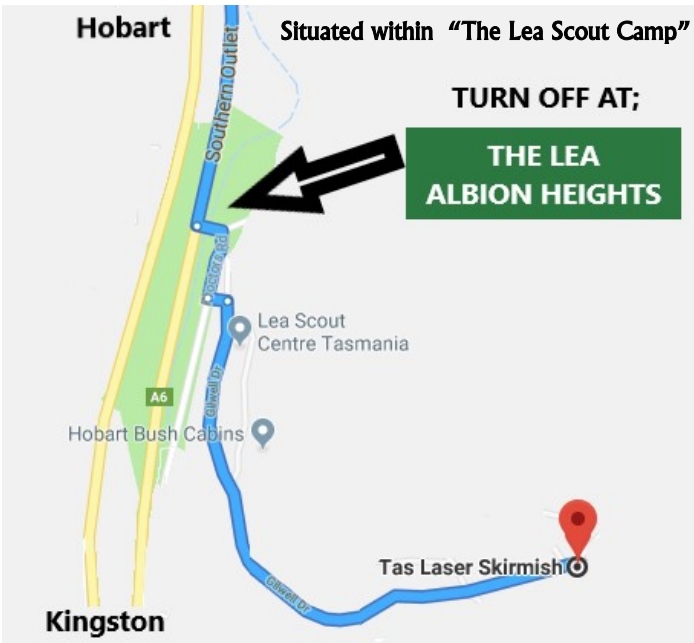 Hobart
Situated within “The Lea Scout Camp”
Southern Outlet
TURN OFF AT;
THE LEA
ALBION HEIGHTS
Doctors Rd
Lea Scout
Centre Tasmania
Gilwell Dr
A6
Hobart Bush Cabins
Tas Laser Skirmish
Gilwell Dr
Kingston